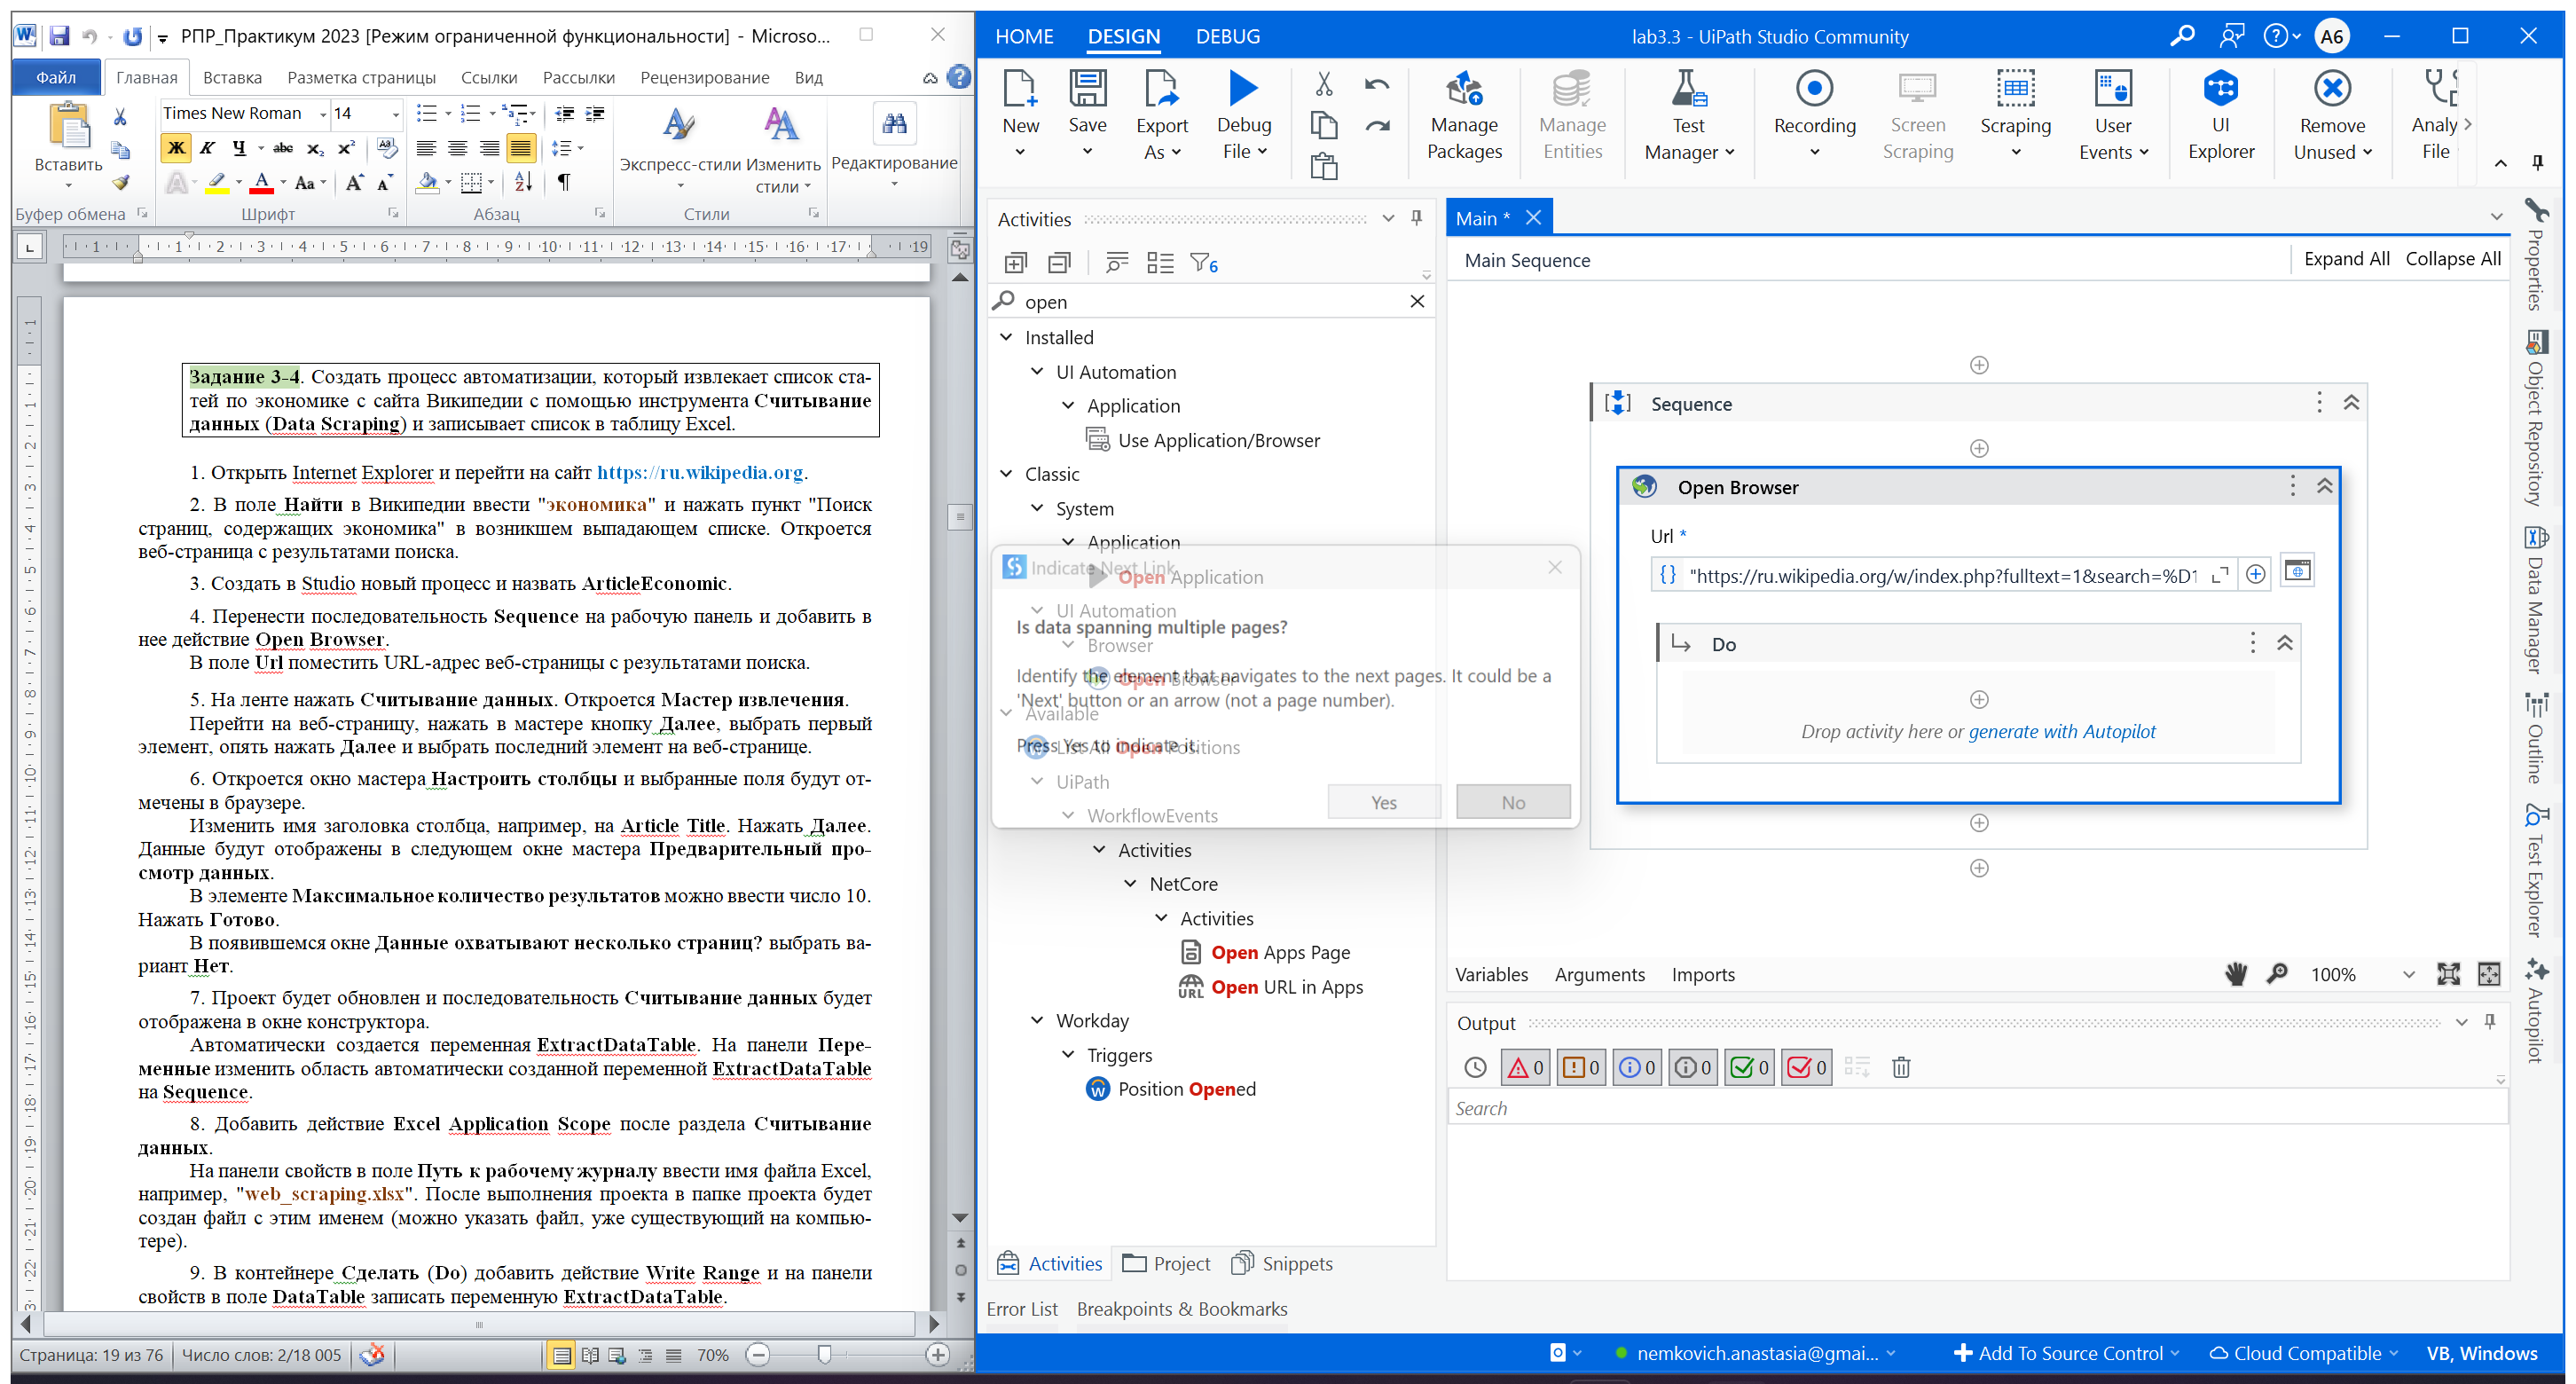 РПР_Практикум 2023 [Режим ограниченной функциональности] - Microso...
Файл
Главная
Вставка
Разметка страницы
Ссылки
Рассылки
Рецензирование
Вид
Times New Roman
14
Вставить
Экспресс-стили
Изменить стили
Редактирование
Буфер обмена
Шрифт
Абзац
Стили
Задание 3-4. Создать процесс автоматизации, который извлекает список ста-
тей по экономике с сайта Википедии с помощью инструмента Считывание
данных (Data Scraping) и записывает список в таблицу Excel.
1. Открыть Internet Explorer и перейти на сайт https://ru.wikipedia.org.
2. В поле Найти в Википедии ввести "экономика" и нажать пункт "Поиск
страниц, содержащих экономика" в возникшем выпадающем списке. Откроется
веб-страница с результатами поиска.
3. Создать в Studio новый процесс и назвать ArticleEconomic.
4. Перенести последовательность Sequence на рабочую панель и добавить в
нее действие Open Browser.
В поле Url поместить URL-адрес веб-страницы с результатами поиска.
5. На ленте нажать Считывание данных. Откроется Мастер извлечения.
Перейти на веб-страницу, нажать в мастере кнопку Далее, выбрать первый
элемент, опять нажать Далее и выбрать последний элемент на веб-странице.
6. Откроется окно мастера Настроить столбцы и выбранные поля будут от-
мечены в браузере.
Изменить имя заголовка столбца, например, на Article Title. Нажать Далее.
Данные будут отображены в следующем окне мастера Предварительный про-
смотр данных.
В элементе Максимальное количество результатов можно ввести число 10.
Нажать Готово.
В появившемся окне Данные охватывают несколько страниц? выбрать ва-
риант Нет.
7. Проект будет обновлен и последовательность Считывание данных будет
отображена в окне конструктора.
Автоматически создается переменная ExtractDataTable. На панели Пере-
менные изменить область автоматически созданной переменной ExtractDataTable
на Sequence.
8. Добавить действие Excel Application Scope после раздела Считывание
данных.
На панели свойств в поле Путь к рабочему журналу ввести имя файла Excel,
например, "web_scraping.xlsx". После выполнения проекта в папке проекта будет
создан файл с этим именем (можно указать файл, уже существующий на компью-
тере).
9. В контейнере Сделать (Do) добавить действие Write Range и на панели
свойств в поле DataTable записать переменную ExtractDataTable.
Страница: 19 из 76
Число слов: 2/18 005
70%
HOME
DESIGN
DEBUG
lab3.3 - UiPath Studio Community
A6
New
Save
Export As
Debug File
Manage Packages
Manage Entities
Test Manager
Recording
Screen Scraping
Scraping
User Events
UI Explorer
Remove Unused
Analy
File
Activities
6
open
Installed
UI Automation
Application
Use Application/Browser
Classic
System
Application
Open Application
UI Automation
Browser
Open Browser
Available
List All Open Positions
UiPath
WorkflowEvents
Activities
NetCore
Activities
Open Apps Page
Open URL in Apps
Workday
Triggers
Position Opened
Indicate Next Link
Is data spanning multiple pages?
Identify the element that navigates to the next pages. It could be a
'Next' button or an arrow (not a page number).
Press Yes to indicate it.
Yes
No
Activities
Project
Snippets
Error List
Breakpoints & Bookmarks
Main *
Main Sequence
Expand All
Collapse All
Sequence
Open Browser
Url *
"https://ru.wikipedia.org/w/index.php?fulltext=1&search=%D1
Do
Drop activity here or generate with Autopilot
Variables
Arguments
Imports
100%
Output
0
0
0
0
0
0
Search
Properties
Object Repository
Data Manager
Outline
Test Explorer
Autopilot
nemkovich.anastasia@gmai...
Add To Source Control
Cloud Compatible
VB, Windows